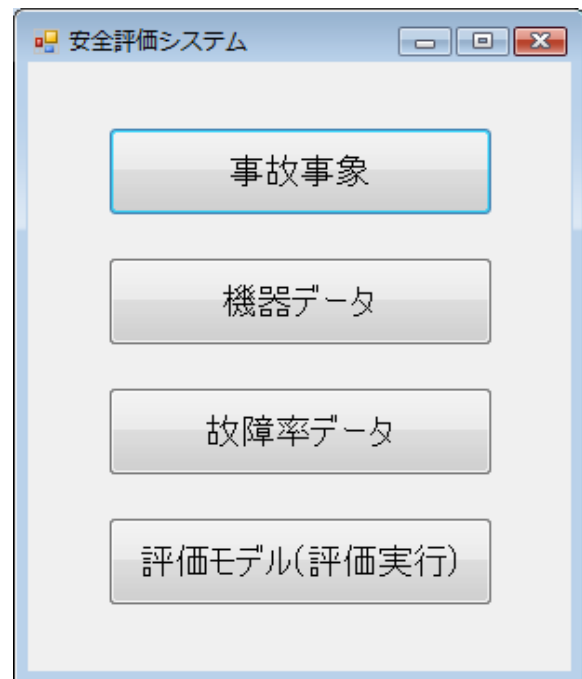 安全評価システム
事故事象
機器データ
故障率データ
評価モデル(評価実行)